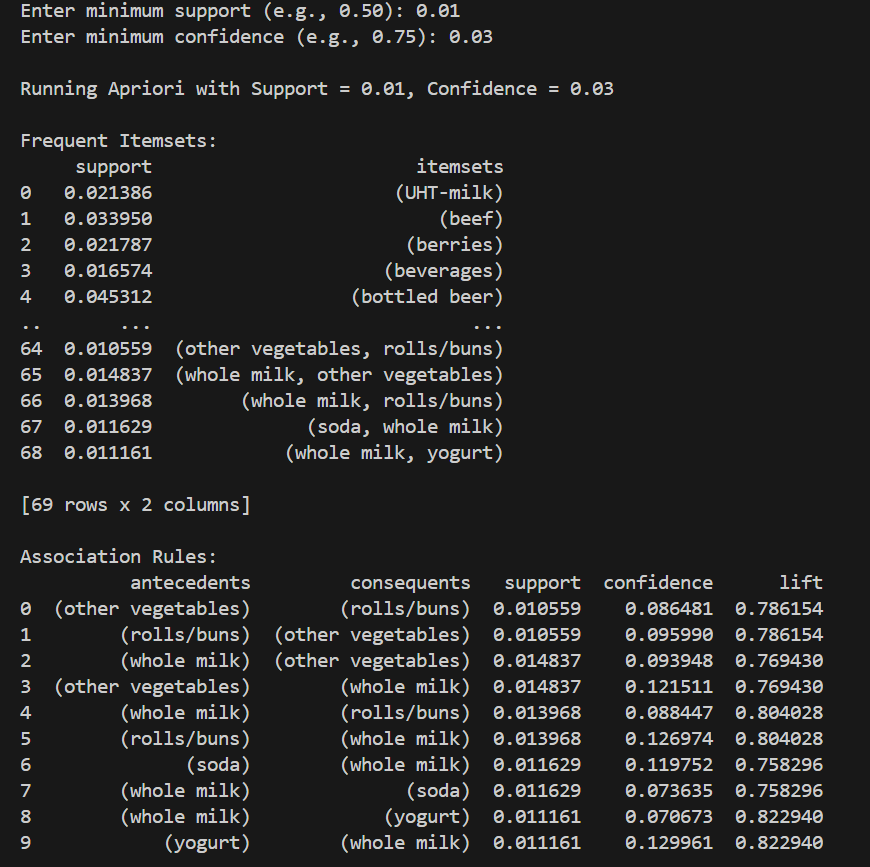 Enter minimum support (e.g., 0.50): 0.01
Enter minimum confidence (e.g., 0.75): 0.03
Running Apriori with Support = 0.01, Confidence = 0.03
Frequent Itemsets:
support itemsets
0 0.021386 (UHT-milk)
1 0.033950 (beef)
2 0.021787 (berries)
3 0.016574 (beverages)
4 0.045312 (bottled beer)
.. ... ...
64 0.010559 (other vegetables, rolls/buns)
65 0.014837 (whole milk, other vegetables)
66 0.013968 (whole milk, rolls/buns)
67 0.011629 (soda, whole milk)
68 0.011161 (whole milk, yogurt)
[69 rows x 2 columns]
Association Rules:
antecedents consequents support confidence lift
0 (other vegetables) (rolls/buns) 0.010559 0.086481 0.786154
1 (rolls/buns) (other vegetables) 0.010559 0.095990 0.786154
2 (whole milk) (other vegetables) 0.014837 0.093948 0.769430
3 (other vegetables) (whole milk) 0.014837 0.121511 0.769430
4 (whole milk) (rolls/buns) 0.013968 0.088447 0.804028
5 (rolls/buns) (whole milk) 0.013968 0.126974 0.804028
6 (soda) (whole milk) 0.011629 0.119752 0.758296
7 (whole milk) (soda) 0.011629 0.073635 0.758296
8 (whole milk) (yogurt) 0.011161 0.070673 0.822940
9 (yogurt) (whole milk) 0.011161 0.129961 0.822940